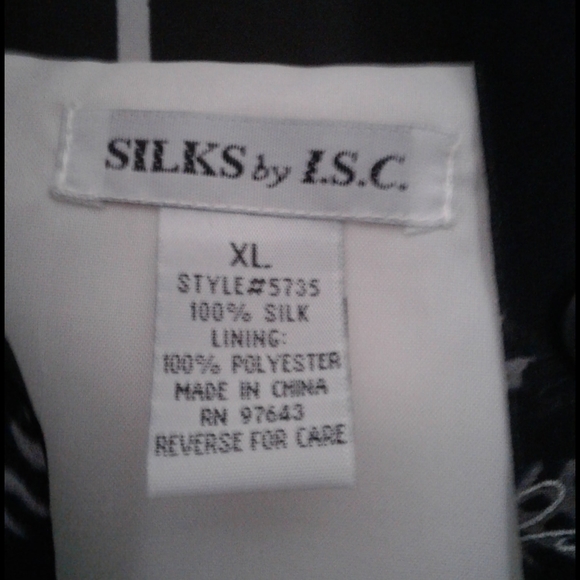 SILKS by I.S.C.
XL
STYLE#5735
100% SILK
LINING:
100% POLYESTER
MADE IN CHINA
RN 97643
REVERSE FOR CARE